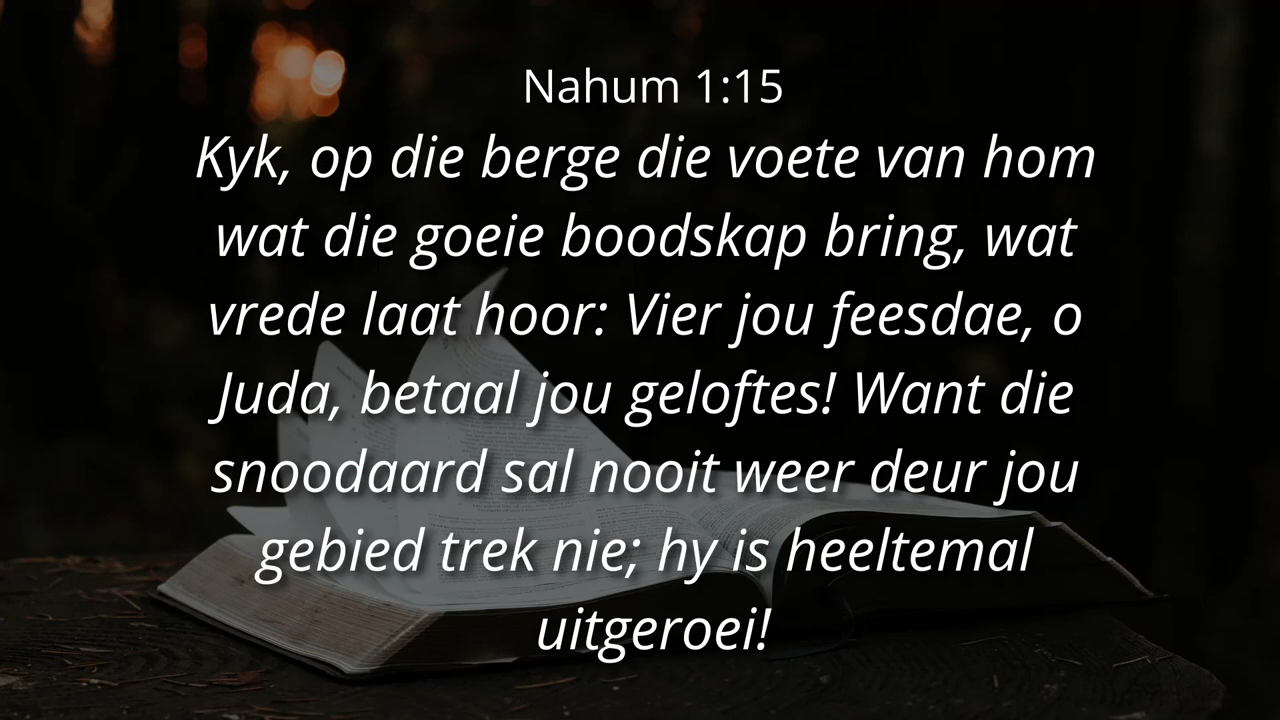 Nahum 1:15
Kyk, op die berge die voete van hom
wat die goeie boodskap bring, wat
vrede laat hoor: Vier jou feesdae, o
Juda, betaal jou geloftes! Want die
snoodaard sal nooit weer deur jou
gebied trek nie; hy is heeltemal
uitgeroei!